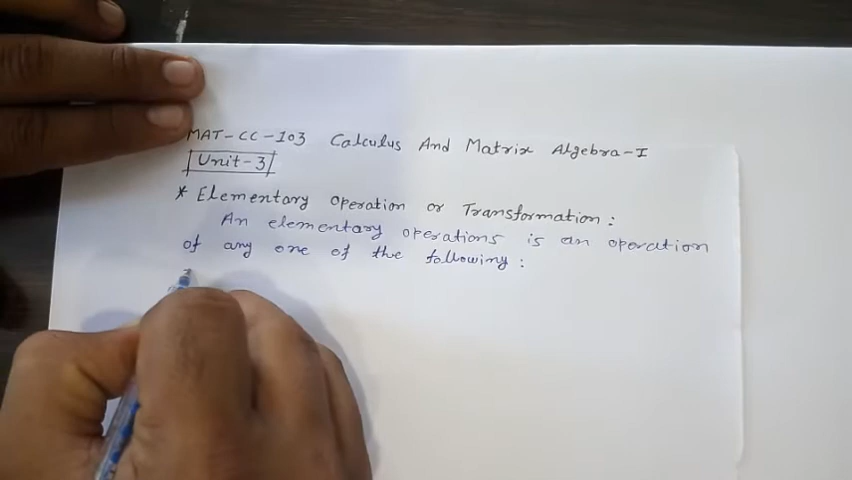 MAT-CC-103 Calculus And Matrix Algebra-I
Unit-3
* Elementary Operation or Transformation:
An elementary operations is an operation
of any one of the following: